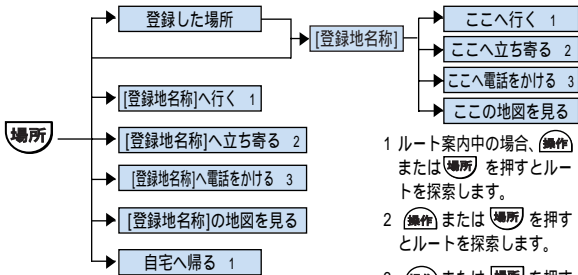 登録した場所
[登録地名称]
ここへ行く 1
ここへ立ち寄る 2
ここへ電話をかける 3
ここの地図を見る
[登録地名称]へ行く 1
場所
[登録地名称]へ立ち寄る 2
[登録地名称]へ電話をかける 3
[登録地名称]の地図を見る
自宅へ帰る 1
1 ルート案内中の場合、操作
または 場所 を押すとルー
トを探索します。
2 操作 または 場所 を押す
とルートを探索します。